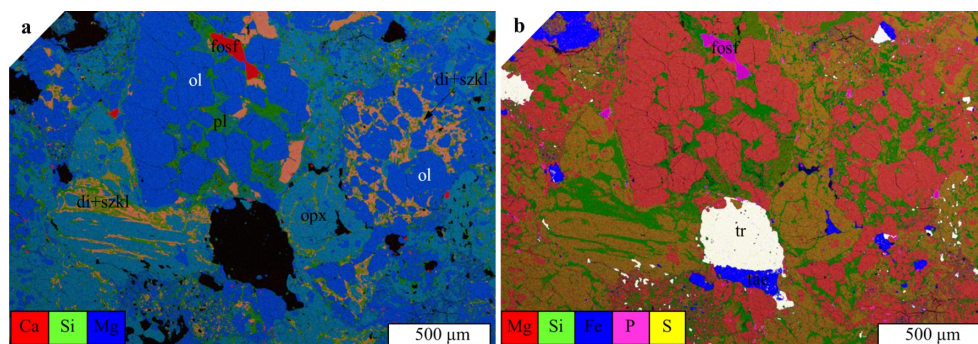 a
fosf
ol
di+szkl
pl
ol
di+szkl
opx
Ca Si Mg
500 μm
b
fosf
tr
Mg Si Fe P S
500 μm